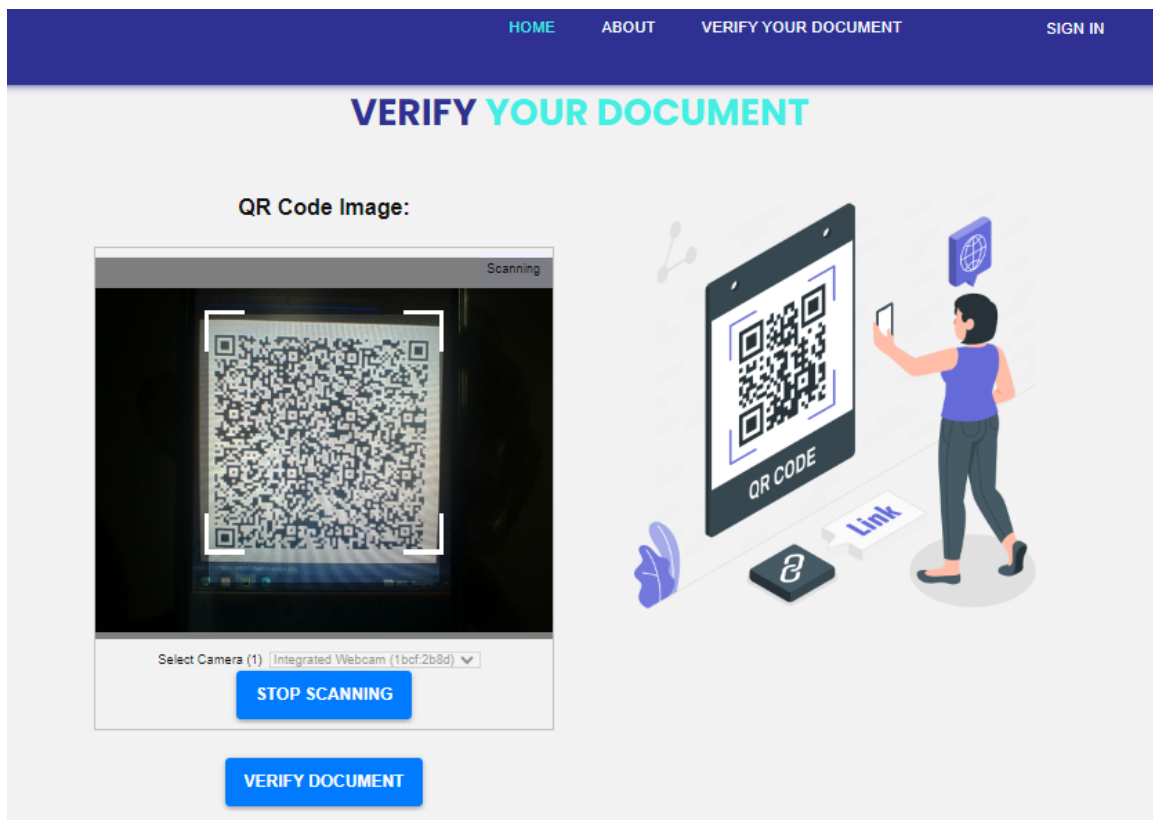 HOME ABOUT VERIFY YOUR DOCUMENT SIGN IN
VERIFY YOUR DOCUMENT
QR Code Image:
Scanning
Select Camera (1) Integrated Webcam (1bcf:2b8d)
STOP SCANNING
VERIFY DOCUMENT
QR CODE
Link